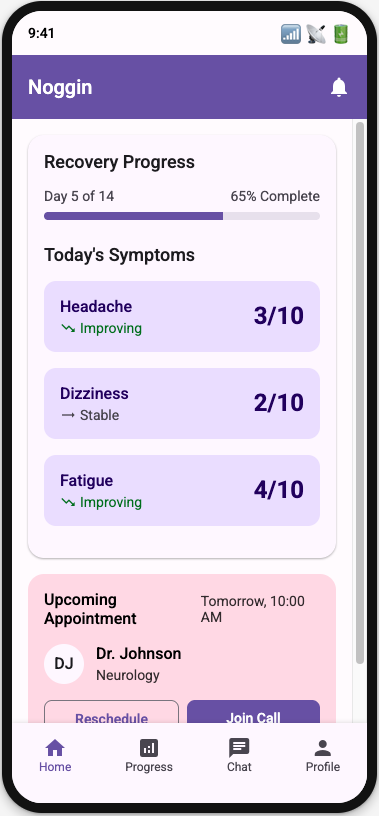 9:41
Noggin
Recovery Progress
Day 5 of 14 65% Complete
Today's Symptoms
Headache
Improving
3/10
Dizziness
Stable
2/10
Fatigue
Improving
4/10
Upcoming
Appointment
Tomorrow, 10:00
AM
DJ
Dr. Johnson
Neurology
Reschedule
Join Call
Home
Progress
Chat
Profile